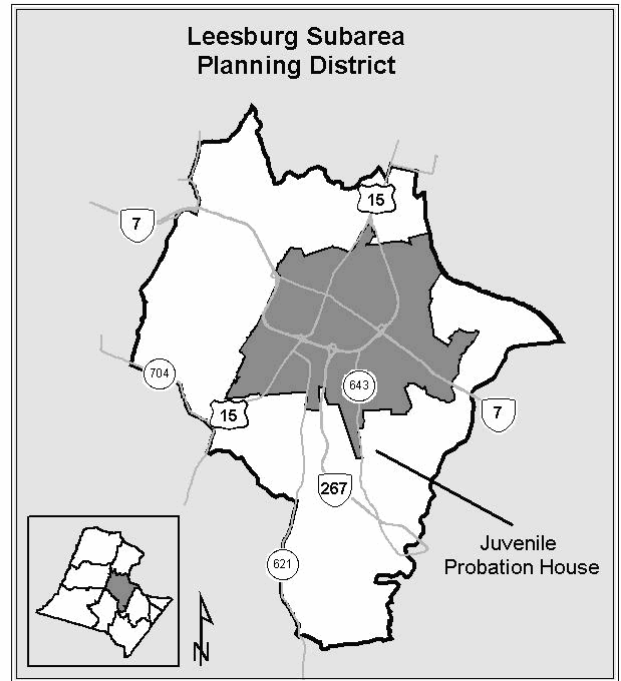 Leesburg Subarea
Planning District
15
7
704
643
15
7
267
Juvenile
Probation House
621
N